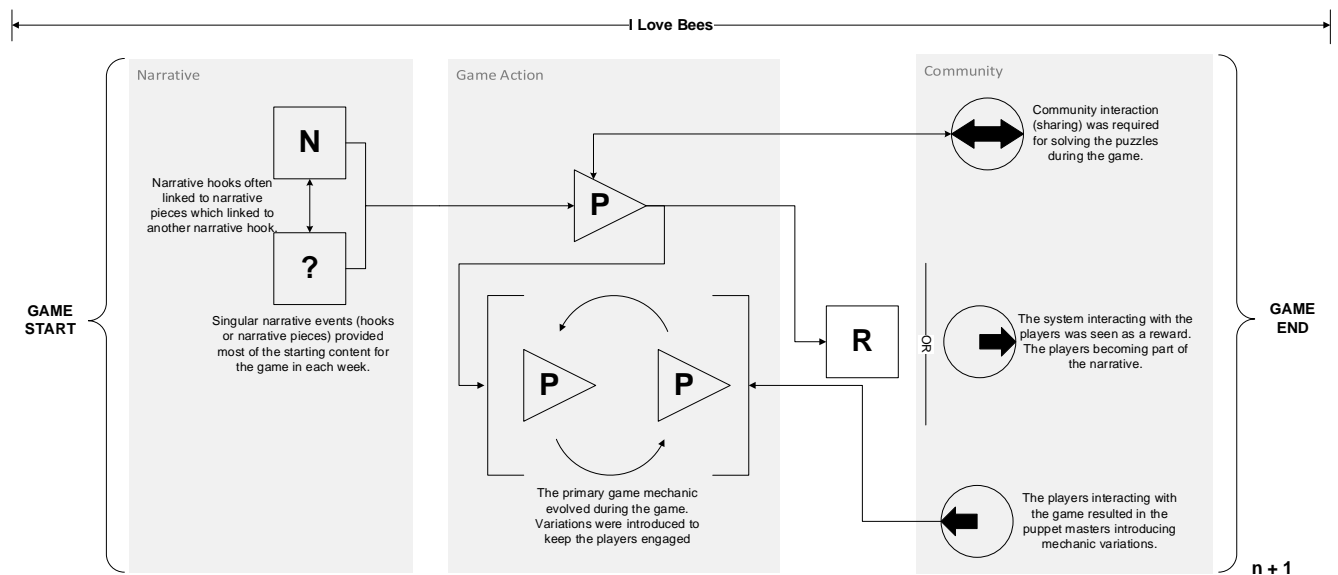 I Love Bees
Narrative
Game Action
Community
N
Narrative hooks often
linked to narrative
pieces which linked to
another narrative hook.
?
Singular narrative events (hooks
or narrative pieces) provided
most of the starting content for
the game in each week.
GAME
START
P
P
P
The primary game mechanic
evolved during the game.
Variations were introduced to
keep the players engaged
R
OR
Community interaction
(sharing) was required
for solving the puzzles
during the game.
The system interacting with the
players was seen as a reward.
The players becoming part of
the narrative.
The players interacting with
the game resulted in the
puppet masters introducing
mechanic variations.
GAME
END
n + 1